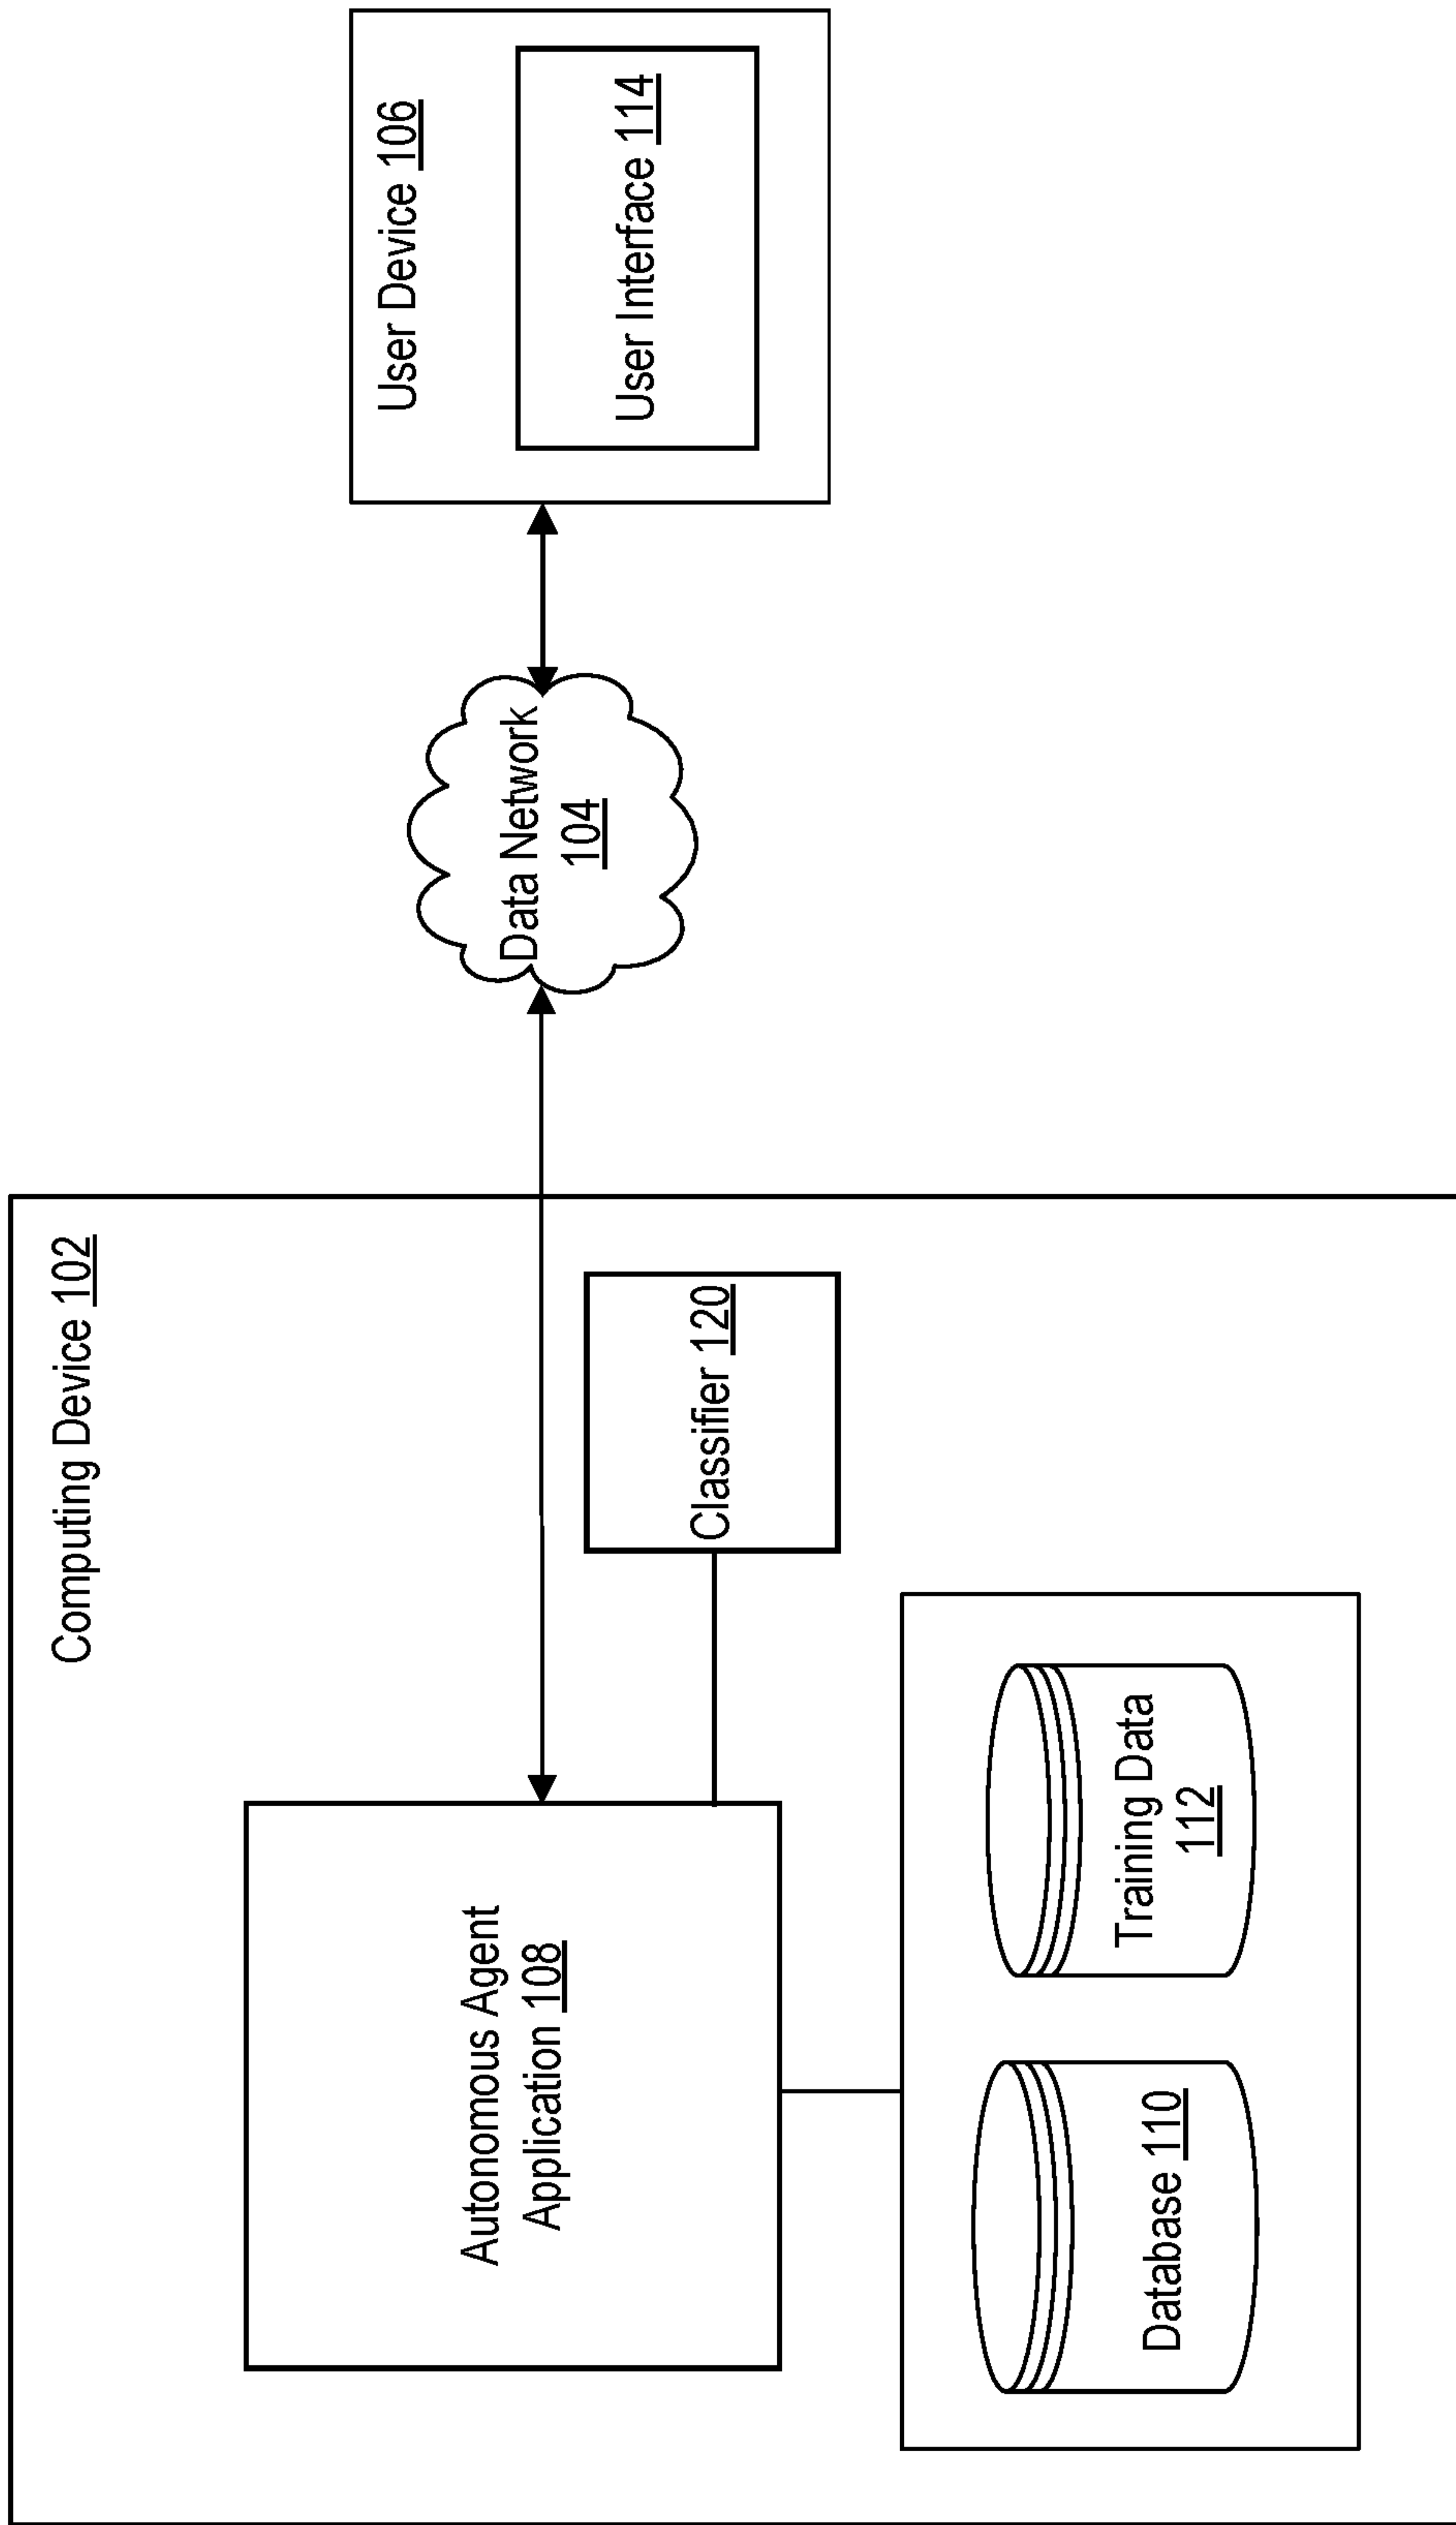 Computing Device 102
Autonomous Agent
Application 108
Classifier 120
Database 110
Training Data
112
Data Network
104
User Device 106
User Interface 114